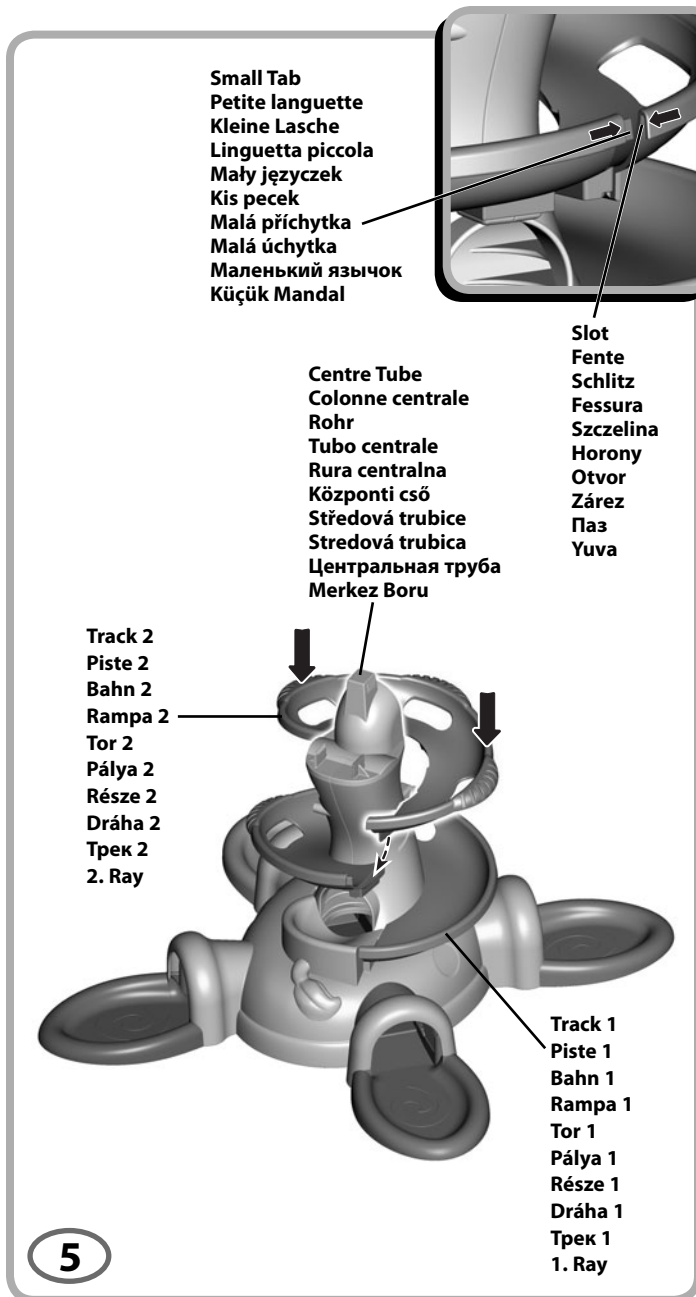 Small Tab
Petite languette
Kleine Lasche
Linguetta piccola
Mały języczek
Kis pecek
Malá příchytka
Malá úchytka
Маленький язычок
Küçük Mandal
Slot
Fente
Schlitz
Fessura
Szczelina
Horony
Otvor
Zárez
Паз
Yuva
Centre Tube
Colonne centrale
Rohr
Tubo centrale
Rura centralna
Központi cső
Středová trubice
Stredová trubica
Центральная труба
Merkez Boru
Track 2
Piste 2
Bahn 2
Rampa 2
Tor 2
Pálya 2
Része 2
Dráha 2
Трек 2
2. Ray
Track 1
Piste 1
Bahn 1
Rampa 1
Tor 1
Pálya 1
Része 1
Dráha 1
Трек 1
1. Ray
5